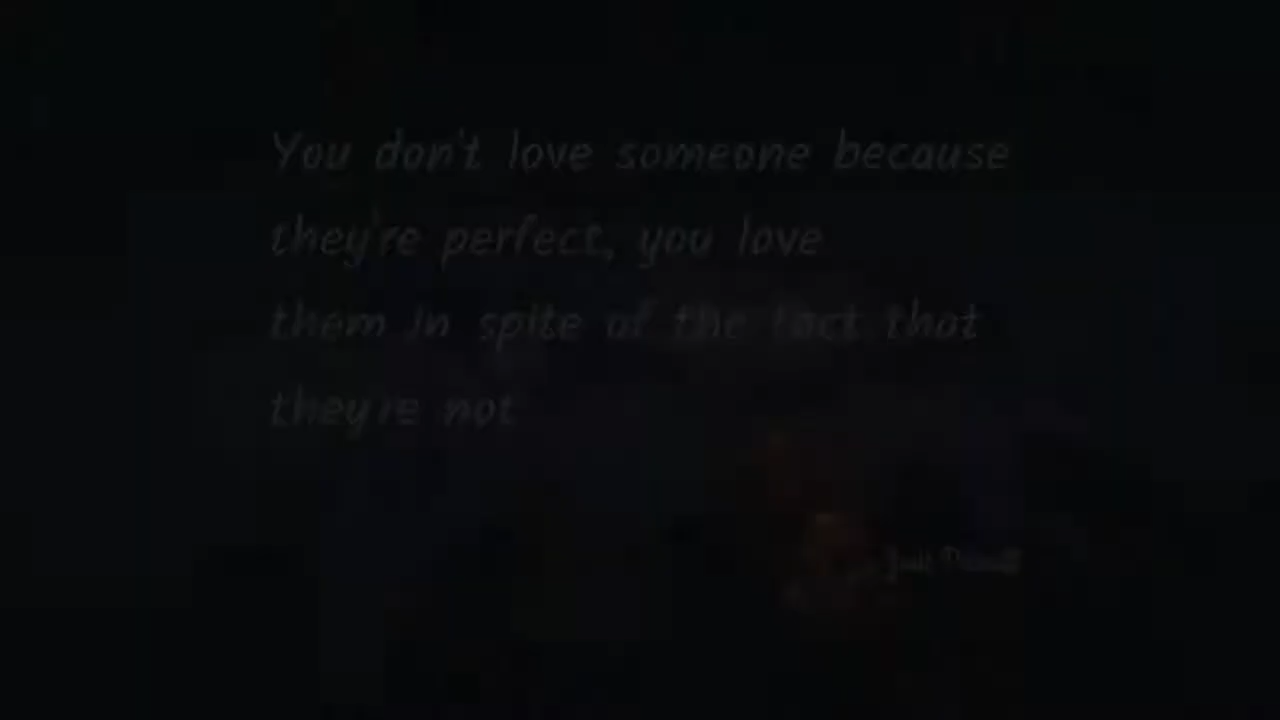 You don't love someone because
they're perfect, you love
them in spite of the fact that
they're not